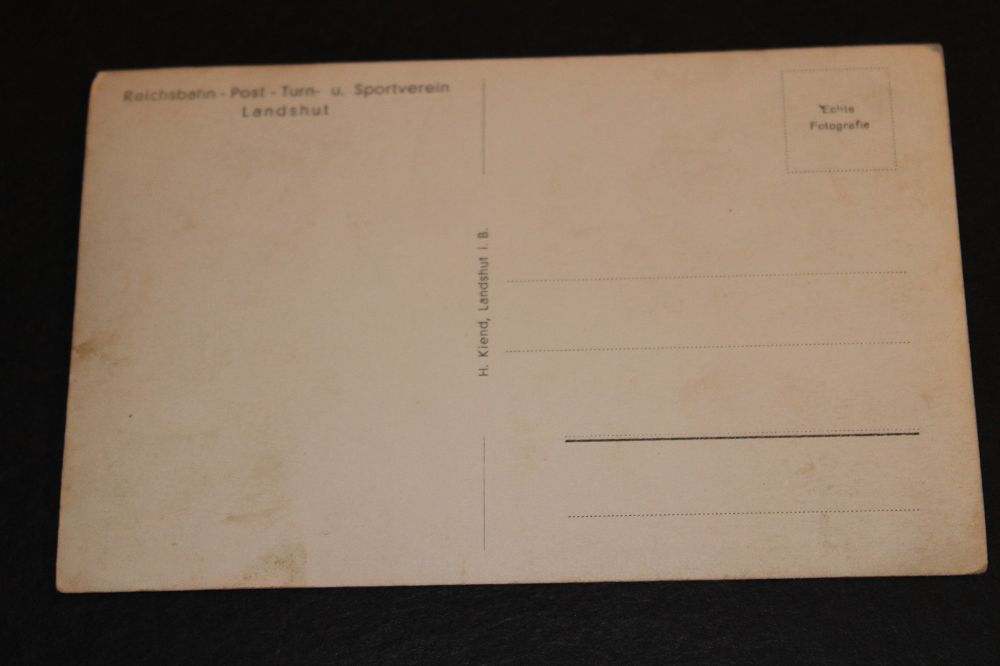 Reichsbahn - Post - Turn- u. Sportverein
Landshut
H. Kiend, Landshut i. B.
Echte
Fotografie